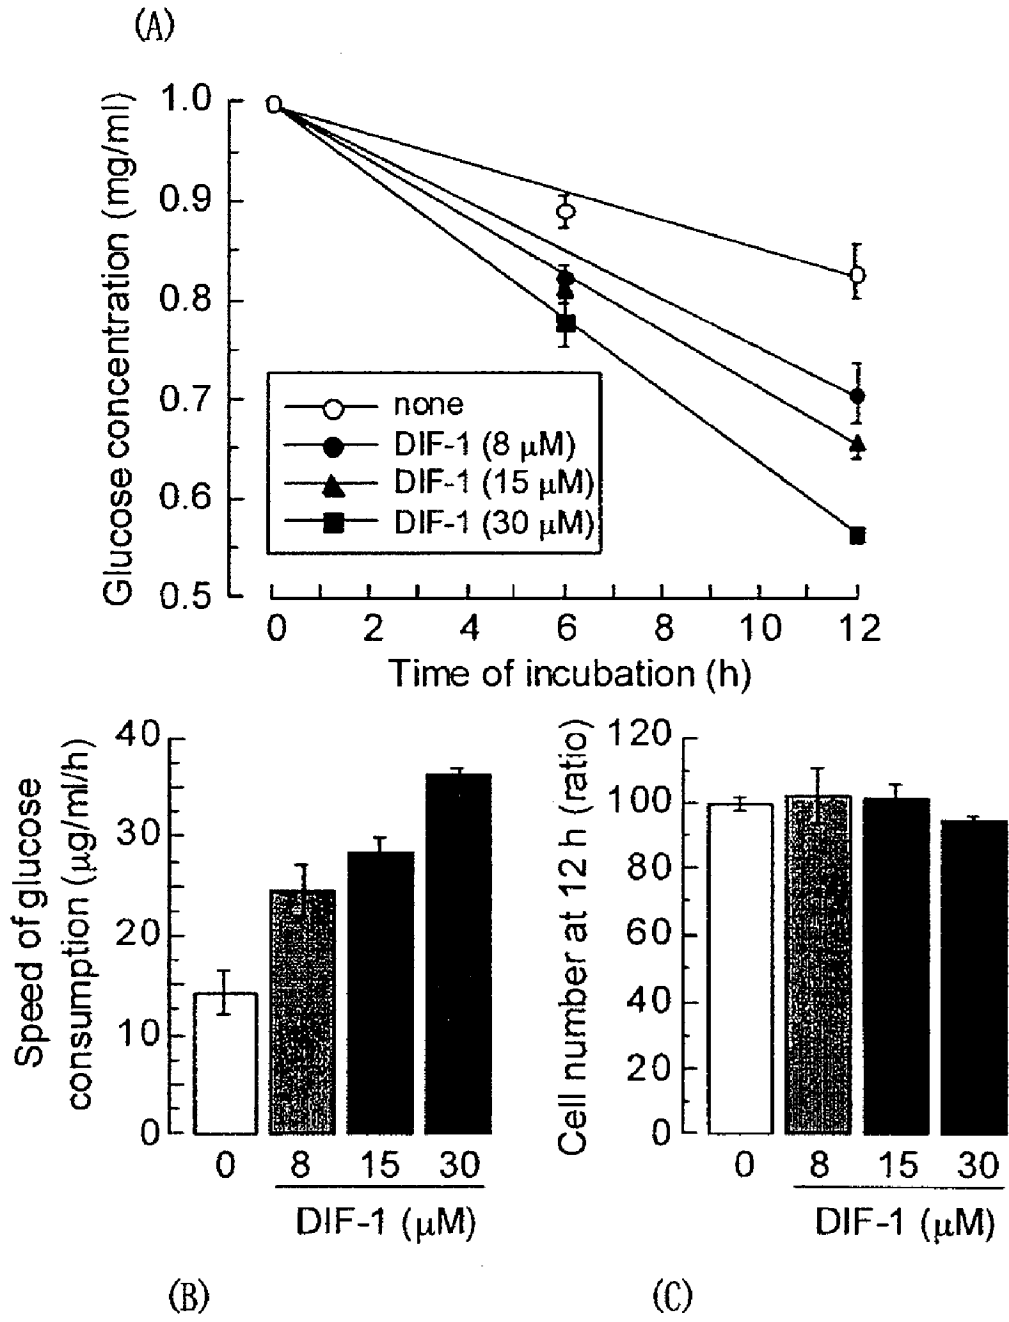 (A)
Glucose concentration (mg/ml)
1.0
0.9
0.8
0.7
0.6
0.5
none
DIF-1 (8 μM)
DIF-1 (15 μM)
DIF-1 (30 μM)
0 2 4 6 8 10 12
Time of incubation (h)
Speed of glucose
consumption (μg/ml/h)
40
30
20
10
0
0 8 15 30
DIF-1 (μM)
(B)
Cell number at 12 h (ratio)
120
100
80
60
40
20
0
0 8 15 30
DIF-1 (μM)
(C)